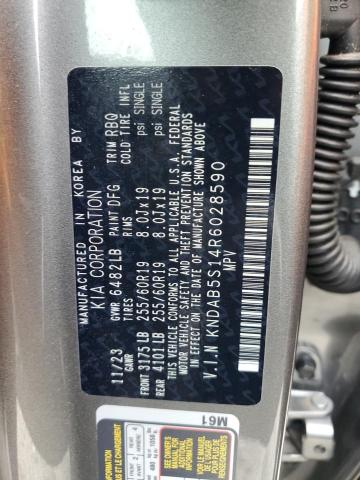 MANUFACTURED IN KOREA BY
KIA CORPORATION
11/23 GVWR 6482LB PAINT DFG TRIM RBQ
GAWR TIRES RIMS COLD TIRE INFL
FRONT 3175LB 255/60R19 8.0Jx19 psi SINGLE
REAR 4101LB 255/60R19 8.0Jx19 psi SINGLE
THIS VEHICLE CONFORMS TO ALL APPLICABLE U.S.A. FEDERAL
MOTOR VEHICLE SAFETY AND THEFT PREVENTION STANDARDS
IN EFFECT ON THE DATE OF MANUFACTURE SHOWN ABOVE
V.I.N KNDAB5S14R6028590
MPV
M61